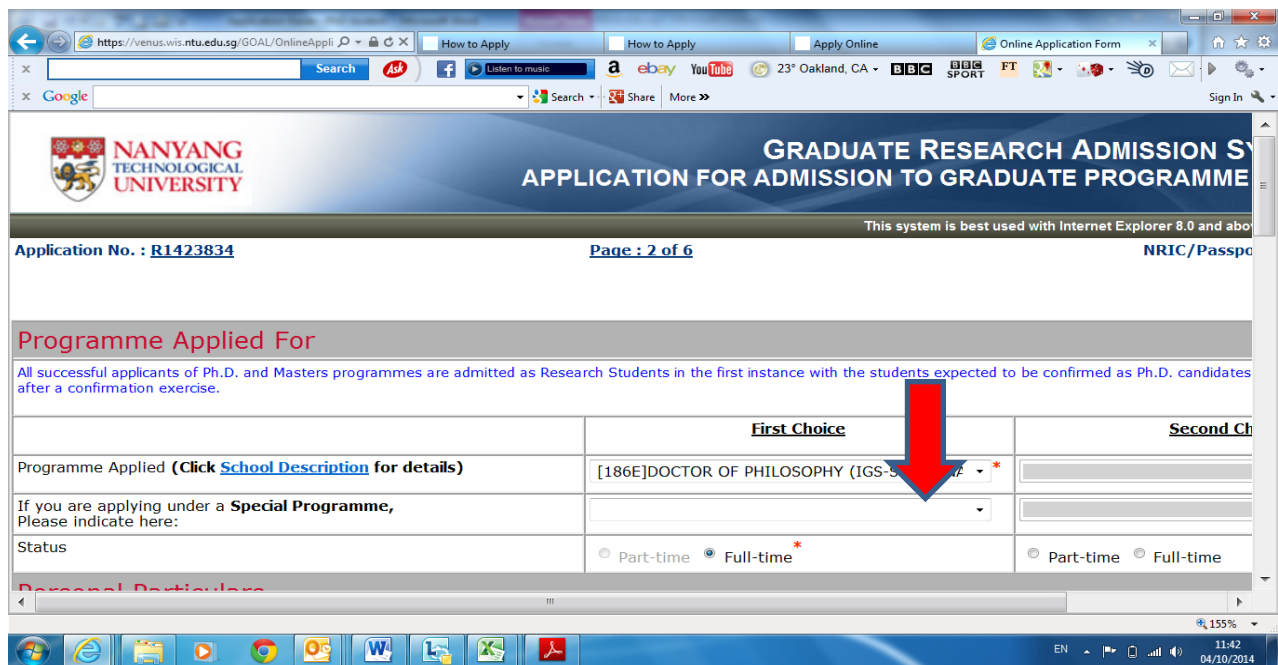 https://venus.wis.ntu.edu.sg/GOAL/OnlineAppli
How to Apply
How to Apply
Apply Online
Online Application Form
Search
Ask
Listen to music
a
ebay
YouTube
23° Oakland, CA
BBC
BBC SPORT
FT
Google
Search
Share
More »
Sign In
NANYANG
TECHNOLOGICAL
UNIVERSITY
GRADUATE RESEARCH ADMISSION SY
APPLICATION FOR ADMISSION TO GRADUATE PROGRAMME
This system is best used with Internet Explorer 8.0 and abo
Application No. : R1423834
Page : 2 of 6
NRIC/Passpo
Programme Applied For
All successful applicants of Ph.D. and Masters programmes are admitted as Research Students in the first instance with the students expected to be confirmed as Ph.D. candidates
after a confirmation exercise.
First Choice
Second Ch
Programme Applied (Click School Description for details)
[186E]DOCTOR OF PHILOSOPHY (IGS- *
If you are applying under a Special Programme,
Please indicate here:
Status
Part-time
Full-time *
Part-time
Full-time
Personal Particulars
155%
EN
11:42
04/10/2014